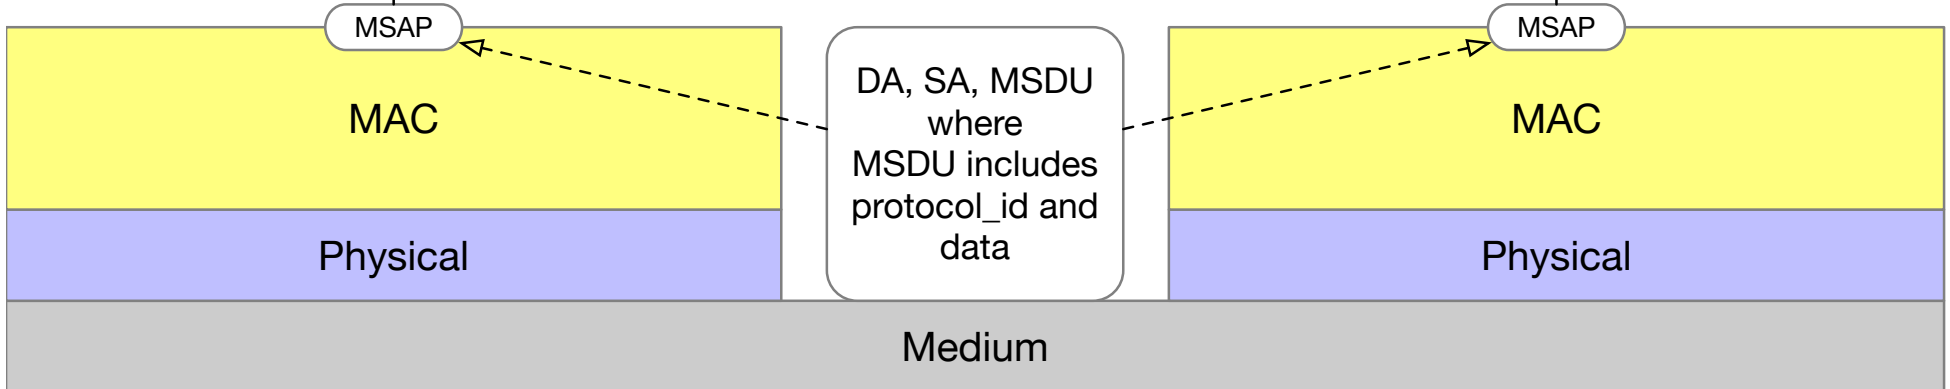 MSAP
MSAP
MAC
DA, SA, MSDU
where
MSDU includes
protocol_id and
data
MAC
Physical
Physical
Medium